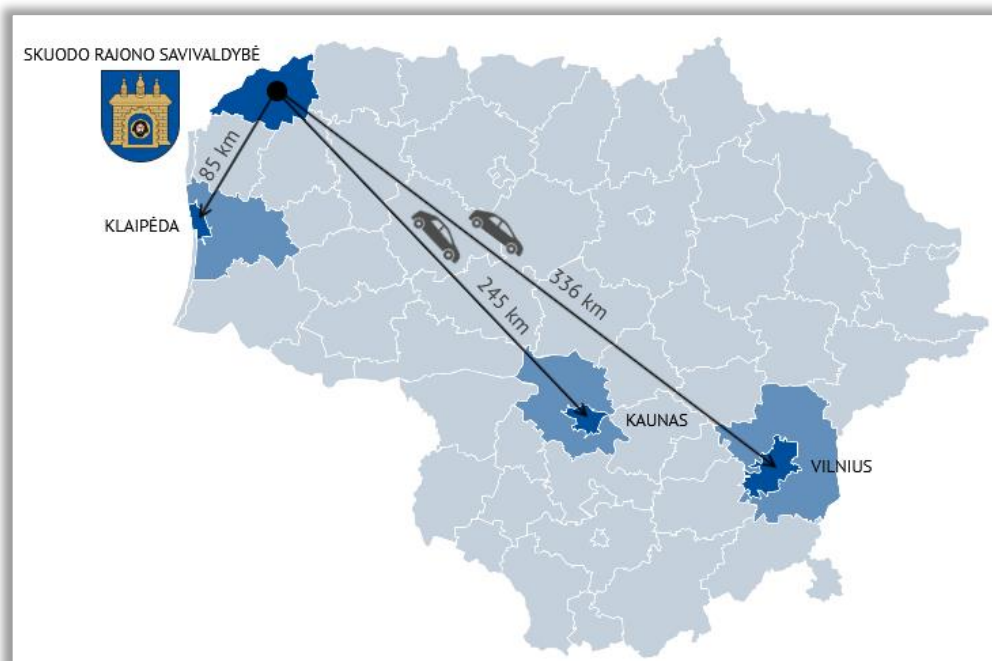 SKUODO RAJONO SAVIVALDYBĖ
85 km
KLAIPĖDA
336 km
245 km
KAUNAS
VILNIUS